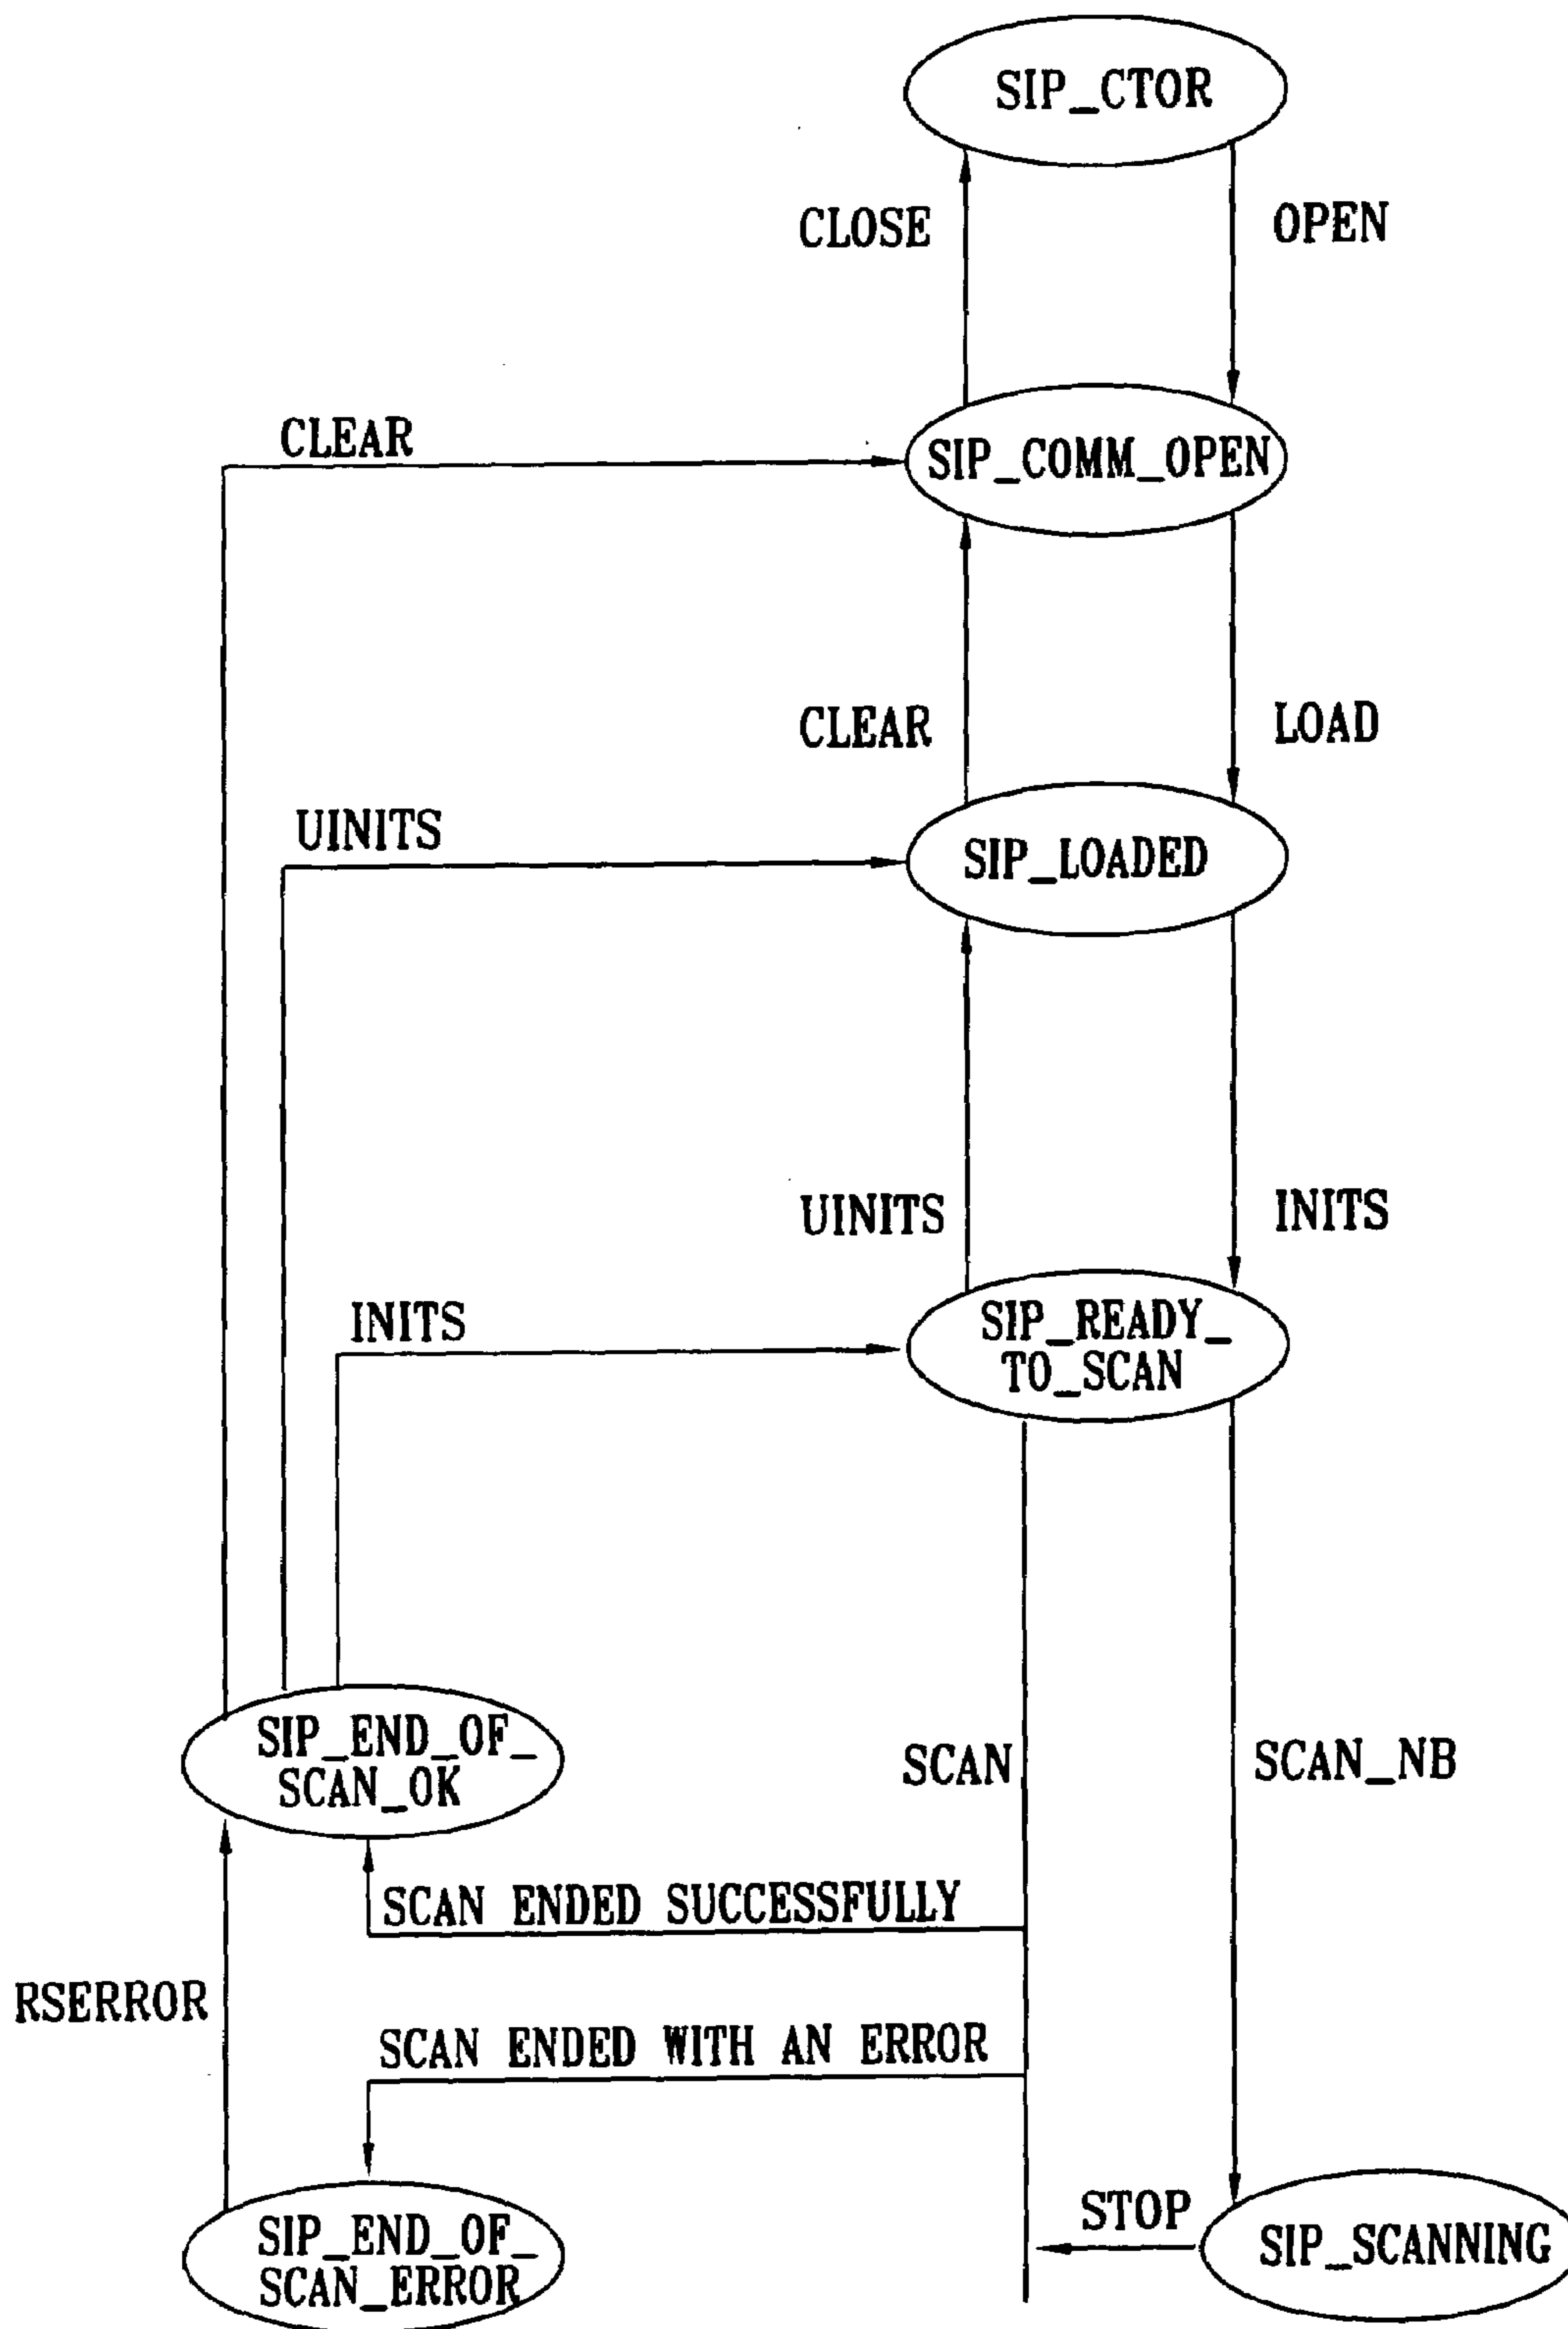 SIP_CTOR
CLOSE
OPEN
CLEAR
SIP_COMM_OPEN
CLEAR
LOAD
UINITS
SIP_LOADED
UINITS
INITS
INITS
SIP_READY_
TO_SCAN
SIP_END_OF_
SCAN_OK
SCAN
SCAN_NB
SCAN ENDED SUCCESSFULLY
RSERROR
SCAN ENDED WITH AN ERROR
STOP
SIP_END_OF_
SCAN_ERROR
SIP_SCANNING